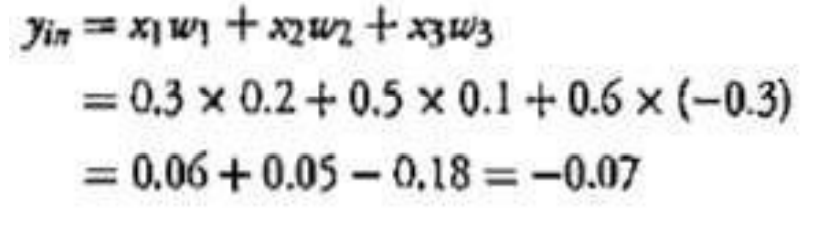 yᵢₙ = x₁w₁ + x₂w₂ + x₃w₃
= 0.3 × 0.2 + 0.5 × 0.1 + 0.6 × (−0.3)
= 0.06 + 0.05 − 0.18 = −0.07